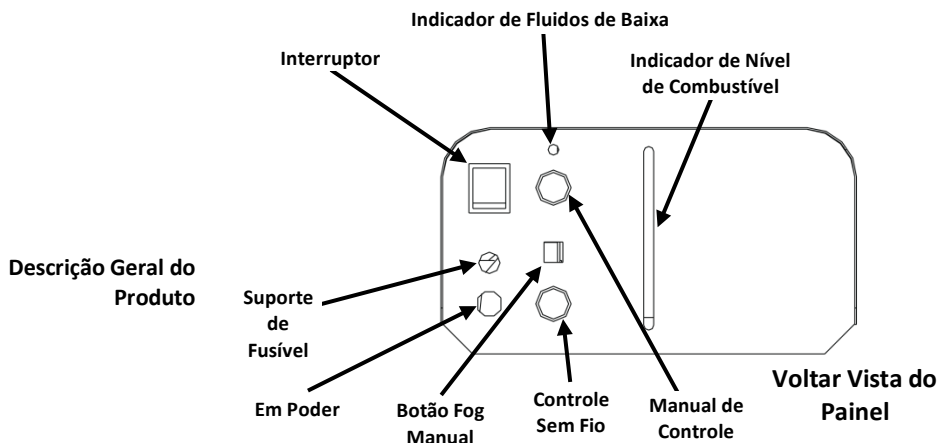 Indicador de Fluidos de Baixa
Interruptor
Indicador de Nível
de Combustível
Descrição Geral do
Produto
Suporte
de
Fusível
Em Poder
Botão Fog
Manual
Controle
Sem Fio
Manual de
Controle
Voltar Vista do
Painel